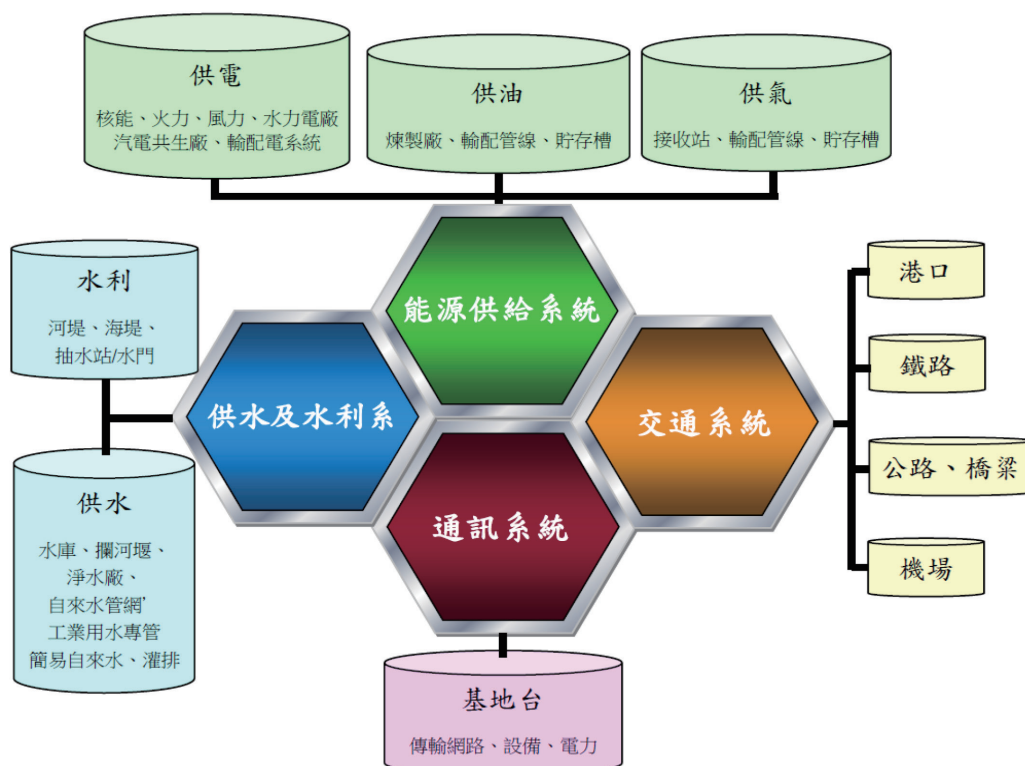 供電
核能、火力、風力、水力電廠
汽電共生廠、輸配電系統
供油
煉製廠、輸配管線、貯存槽
供氣
接收站、輸配管線、貯存槽
能源供給系統
水利
河堤、海堤、
抽水站/水門
供水及水利系
供水
水庫、攔河堰、
淨水廠、
自來水管網'
工業用水專管
簡易自來水、灌排
交通系統
港口
鐵路
公路、橋梁
機場
通訊系統
基地台
傳輸網路、設備、電力